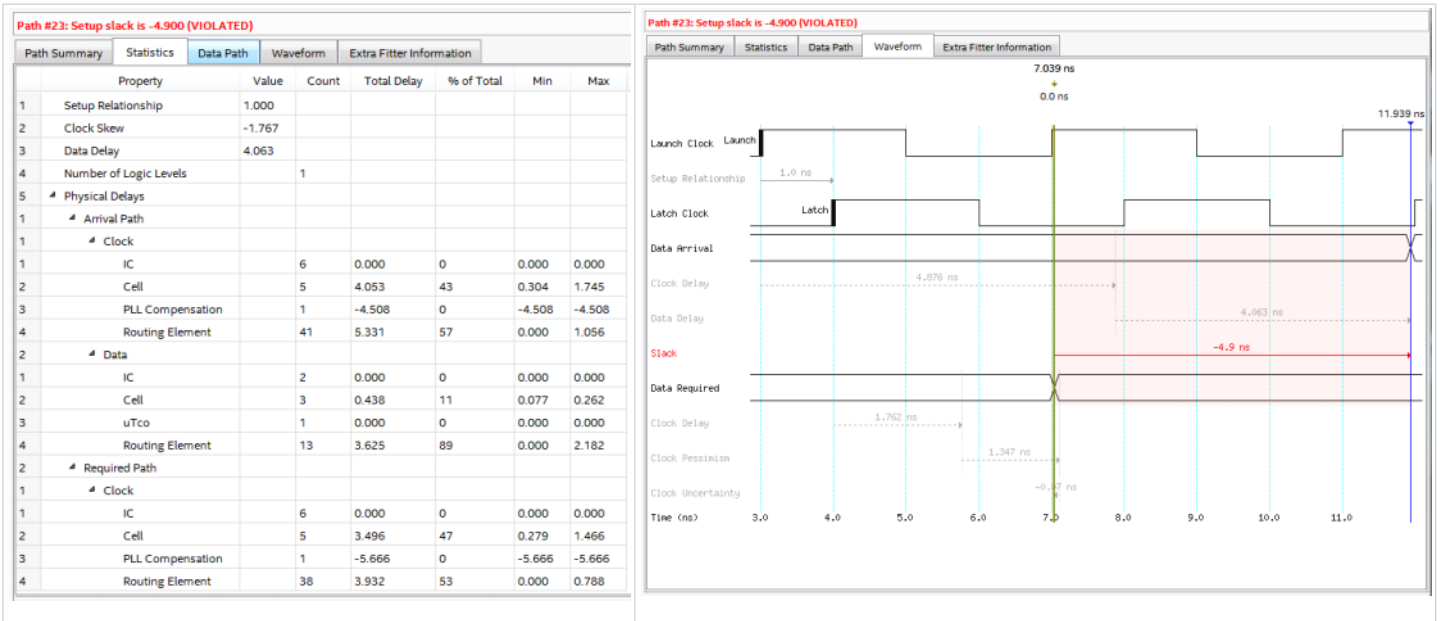 Path #23: Setup slack is -4.900 (VIOLATED)
Path Summary Statistics Data Path Waveform Extra Fitter Information
Property Value Count Total Delay % of Total Min Max
1 Setup Relationship 1.000
2 Clock Skew -1.767
3 Data Delay 4.063
4 Number of Logic Levels 1
5 Physical Delays
1 Arrival Path
1 Clock
1 IC 6 0.000 0 0.000 0.000
2 Cell 5 4.053 43 0.304 1.745
3 PLL Compensation 1 -4.508 0 -4.508 -4.508
4 Routing Element 41 5.331 57 0.000 1.056
2 Data
1 IC 2 0.000 0 0.000 0.000
2 Cell 3 0.438 11 0.077 0.262
3 uTco 1 0.000 0 0.000 0.000
4 Routing Element 13 3.625 89 0.000 2.182
2 Required Path
1 Clock
1 IC 6 0.000 0 0.000 0.000
2 Cell 5 3.496 47 0.279 1.466
3 PLL Compensation 1 -5.666 0 -5.666 -5.666
4 Routing Element 38 3.932 53 0.000 0.788
Path #23: Setup slack is -4.900 (VIOLATED)
Path Summary Statistics Data Path Waveform Extra Fitter Information
7.039 ns
0.0 ns
11.939 ns
Launch Clock Launch
Setup Relationship 1.0 ns
Latch Clock Latch
Data Arrival
Clock Delay 4.876 ns
Data Delay 4.063 ns
Slack -4.9 ns
Data Required
Clock Delay 1.762 ns
Clock Pessimism 1.347 ns
Clock Uncertainty -0.07 ns
Time (ns) 3.0 4.0 5.0 6.0 7.0 8.0 9.0 10.0 11.0